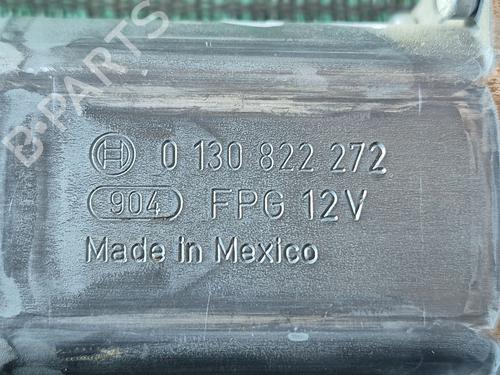 B-PARTS
0 130 822 272
904 FPG 12V
Made in Mexico